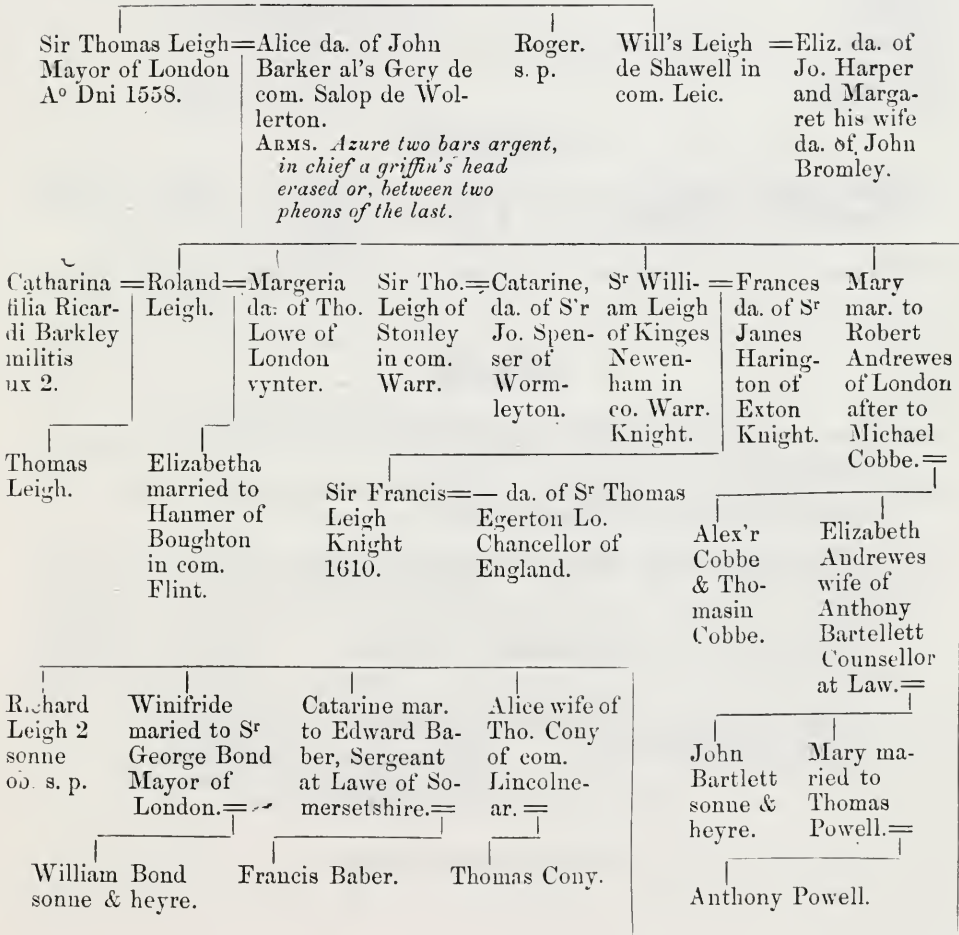 Sir Thomas Leigh=
Mayor of London
Aº Dni 1558.
Alice da. of John
Barker al's Gery de
com. Salop de Wol-
lerton.
ARMS. Azure two bars argent,
in chief a griffin's head
erased or, between two
pheons of the last.
Roger.
s. p.
Will's Leigh
de Shawell in
com. Leic.
=Eliz. da. of
Jo. Harper
and Marga-
ret his wife
da. of John
Bromley.
Catharina
filia Ricar-
di Barkley
militis
ux 2.
=Roland=
Leigh.
Margeria
da. of Tho.
Lowe of
London
vynter.
Sir Tho.=
Leigh of
Stonley
in com.
Warr.
Catarine,
da. of S'r
Jo. Spen-
ser of
Worm-
leyton.
Sr Willi-
am Leigh
of Kinges
Newen-
ham in
co. Warr.
Knight.
=Frances
da. of Sr
James
Haring-
ton of
Exton
Knight.
Mary
mar. to
Robert
Andrewes
of London
after to
Michael
Cobbe.=
Thomas
Leigh.
Elizabetha
married to
Hanmer of
Boughton
in com.
Flint.
Sir Francis=
Leigh
Knight
1610.
— da. of Sr Thomas
Egerton Lo.
Chancellor of
England.
Alex'r
Cobbe
& Tho-
masin
Cobbe.
Elizabeth
Andrewes
wife of
Anthony
Bartellett
Counsellor
at Law.=
Richard
Leigh 2
sonne
ob. s. p.
Winifride
maried to Sr
George Bond
Mayor of
London.=
Catarine mar.
to Edward Ba-
ber, Sergeant
at Lawe of So-
mersetshire.=
Alice wife of
Tho. Cony
of com.
Lincolne-
ar. =
John
Bartlett
sonne &
heyre.
Mary ma-
ried to
Thomas
Powell.=
William Bond
sonne & heyre.
Francis Baber.
Thomas Cony.
Anthony Powell.